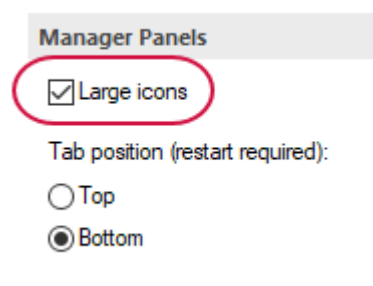 Manager Panels
Large icons
Tab position (restart required):
Top
Bottom